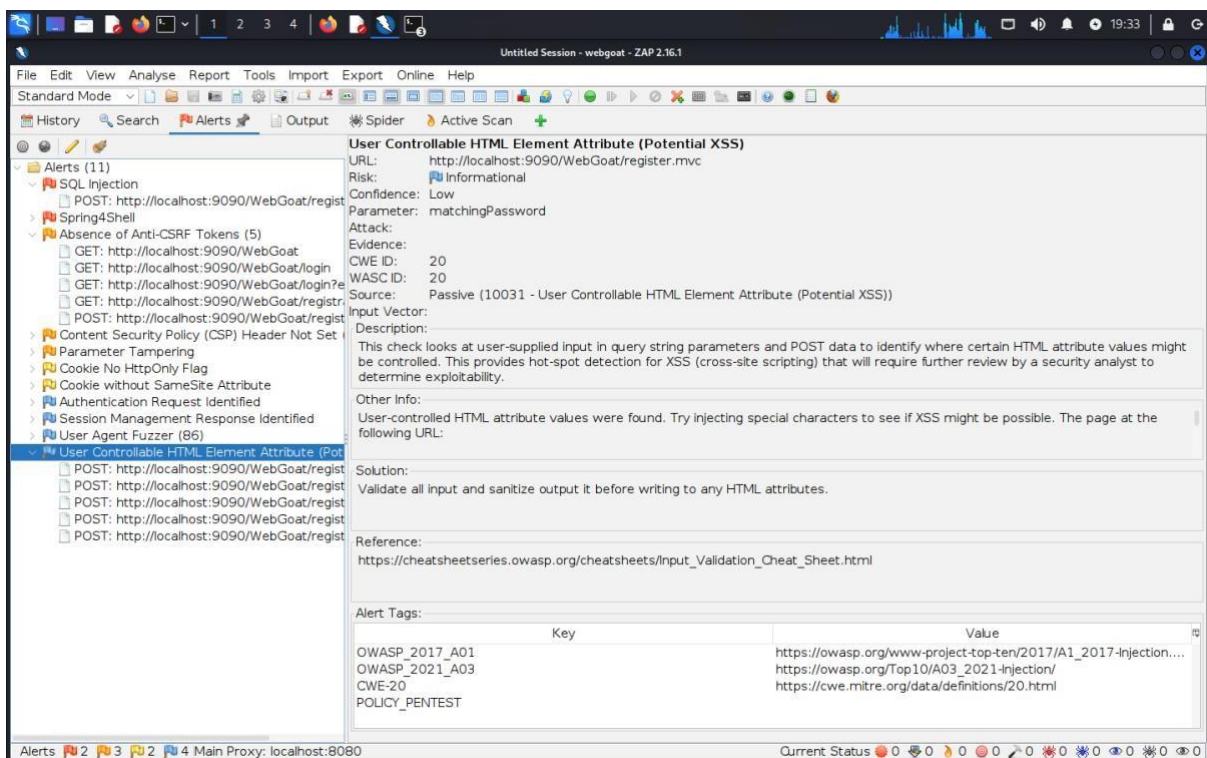 1 2 3 4 19:33
Untitled Session - webgoat - ZAP 2.16.1
File Edit View Analyse Report Tools Import Export Online Help
Standard Mode
History Search Alerts Output Spider Active Scan
Alerts (11)
SQL Injection
POST: http://localhost:9090/WebGoat/regist
Spring4Shell
Absence of Anti-CSRF Tokens (5)
GET: http://localhost:9090/WebGoat
GET: http://localhost:9090/WebGoat/login
GET: http://localhost:9090/WebGoat/login?e
GET: http://localhost:9090/WebGoat/registr
POST: http://localhost:9090/WebGoat/regist
Content Security Policy (CSP) Header Not Set
Parameter Tampering
Cookie No HttpOnly Flag
Cookie without SameSite Attribute
Authentication Request Identified
Session Management Response Identified
User Agent Fuzzer (86)
User Controllable HTML Element Attribute (Pot
POST: http://localhost:9090/WebGoat/regist
POST: http://localhost:9090/WebGoat/regist
POST: http://localhost:9090/WebGoat/regist
POST: http://localhost:9090/WebGoat/regist
POST: http://localhost:9090/WebGoat/regist
User Controllable HTML Element Attribute (Potential XSS)
URL: http://localhost:9090/WebGoat/register.mvc
Risk: Informational
Confidence: Low
Parameter: matchingPassword
Attack:
Evidence:
CWE ID: 20
WASC ID: 20
Source: Passive (10031 - User Controllable HTML Element Attribute (Potential XSS))
Input Vector:
Description:
This check looks at user-supplied input in query string parameters and POST data to identify where certain HTML attribute values might
be controlled. This provides hot-spot detection for XSS (cross-site scripting) that will require further review by a security analyst to
determine exploitability.
Other Info:
User-controlled HTML attribute values were found. Try injecting special characters to see if XSS might be possible. The page at the
following URL:
Solution:
Validate all input and sanitize output it before writing to any HTML attributes.
Reference:
https://cheatsheetseries.owasp.org/cheatsheets/Input_Validation_Cheat_Sheet.html
Alert Tags:
Key Value
OWASP_2017_A01 https://owasp.org/www-project-top-ten/2017/A1_2017-Injection....
OWASP_2021_A03 https://owasp.org/Top10/A03_2021-Injection/
CWE-20 https://cwe.mitre.org/data/definitions/20.html
POLICY_PENTEST
Alerts 2 3 2 4 Main Proxy: localhost:8080 Current Status 0 0 0 0 0 0 0 0 0 0